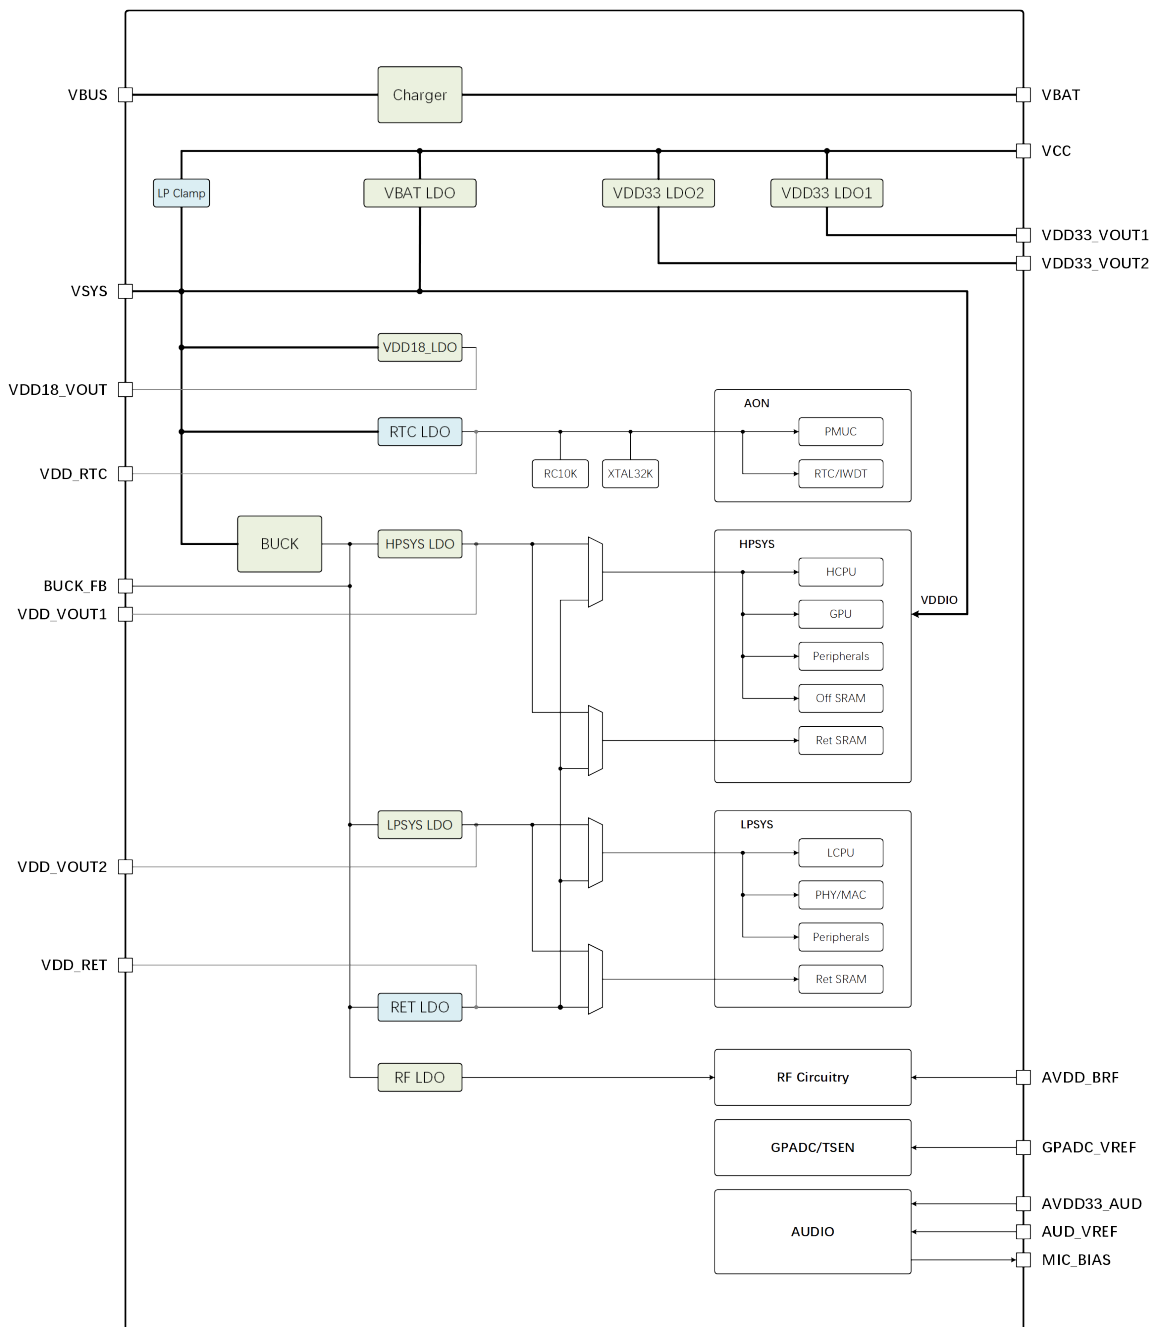 VBUS
Charger
VBAT
VCC
LP Clamp
VBAT LDO
VDD33 LDO2
VDD33 LDO1
VDD33_VOUT1
VDD33_VOUT2
VSYS
VDD18_LDO
VDD18_VOUT
AON
RTC LDO
PMUC
VDD_RTC
RC10K
XTAL32K
RTC/IWDT
BUCK
HPSYS LDO
HPSYS
HCPU
BUCK_FB
VDD_VOUT1
GPU
VDDIO
Peripherals
Off SRAM
Ret SRAM
LPSYS LDO
LPSYS
LCPU
VDD_VOUT2
PHY/MAC
Peripherals
VDD_RET
Ret SRAM
RET LDO
RF LDO
RF Circuitry
AVDD_BRF
GPADC/TSEN
GPADC_VREF
AVDD33_AUD
AUDIO
AUD_VREF
MIC_BIAS